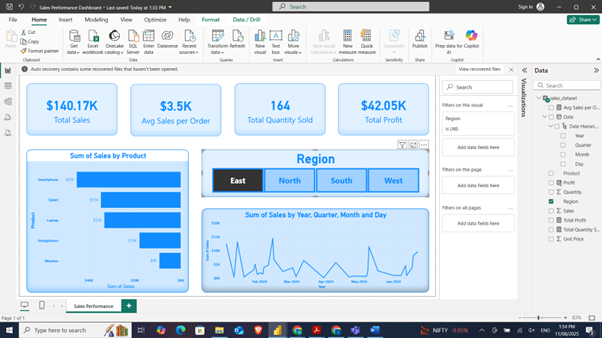 Sales Performance Dashboard • Last saved: Today at 1:33 PM
Search
Sign in
File Home Insert Modeling View Optimize Help Format Data / Drill
Share
Paste
Cut
Copy
Format painter
Get data
Excel workbook
OneLake catalog
SQL Server
Enter data
Dataverse
Recent sources
Transform data
Refresh
New visual
Text box
More visuals
New visual calculation
New measure
Quick measure
Sensitivity
Publish
Prep data for AI
Copilot
Clipboard Data Queries Insert Calculations Sensitivity Share Copilot
Auto recovery contains some recovered files that haven't been opened.
View recovered files
$140.17K
Total Sales
$3.5K
Avg Sales per Order
164
Total Quantity Sold
$42.05K
Total Profit
Sum of Sales by Product
Product
Smartphone
Tablet
Laptop
Headphones
Monitor
$0K
Sum of Sales
Region
East North South West
Sum of Sales by Year, Quarter, Month and Day
Sum of Sales
Feb 2024 Mar 2024 Apr 2024 May 2024 Jun 2024
Year
Search
Filters on this visual
Region
is (All)
Add data fields here
Filters on this page
Add data fields here
Filters on all pages
Add data fields here
Visualizations
Data
Search
sales_dataset
Avg Sales per O...
Date
Date Hierar...
Year
Quarter
Month
Day
Product
Profit
Quantity
Region
Sales
Total Profit
Total Quantity S...
Unit Price
Sales Performance
Page 1 of 1
82%
Type here to search
NIFTY -0.95%
ENG
1:54 PM
11/08/2025